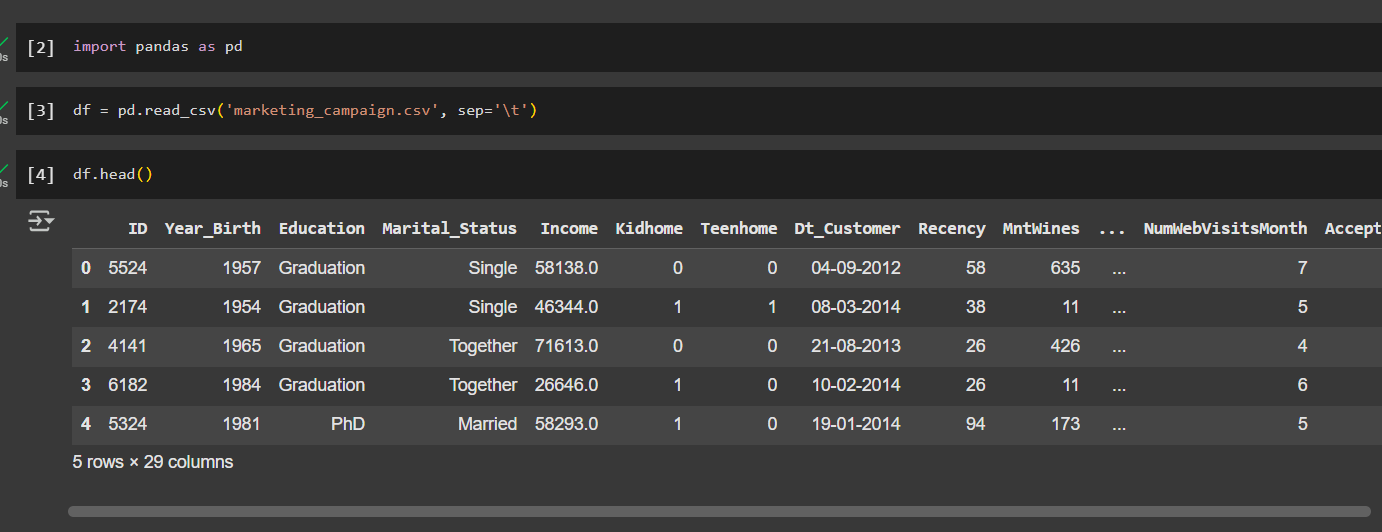 [2] import pandas as pd
0s
[3] df = pd.read_csv('marketing_campaign.csv', sep='\t')
0s
[4] df.head()
0s
ID Year_Birth Education Marital_Status Income Kidhome Teenhome Dt_Customer Recency MntWines ... NumWebVisitsMonth Accept
0 5524 1957 Graduation Single 58138.0 0 0 04-09-2012 58 635 ... 7
1 2174 1954 Graduation Single 46344.0 1 1 08-03-2014 38 11 ... 5
2 4141 1965 Graduation Together 71613.0 0 0 21-08-2013 26 426 ... 4
3 6182 1984 Graduation Together 26646.0 1 0 10-02-2014 26 11 ... 6
4 5324 1981 PhD Married 58293.0 1 0 19-01-2014 94 173 ... 5
5 rows × 29 columns